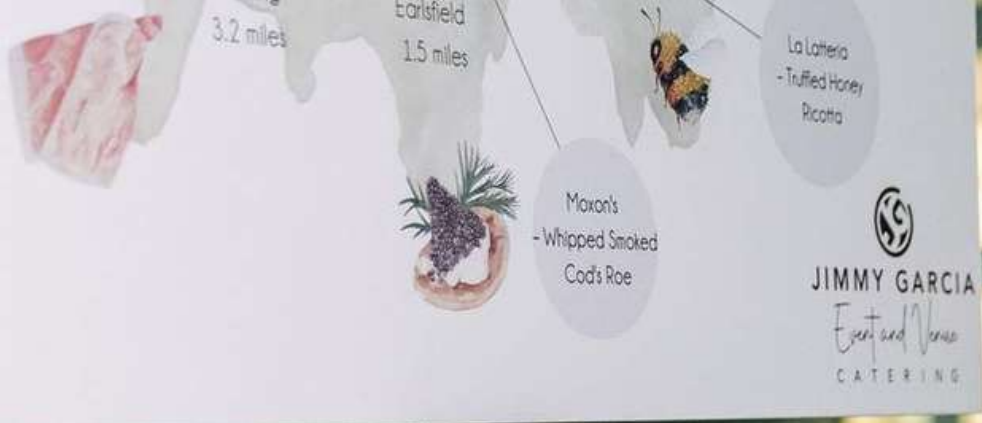 Earlsfield
3.2 miles
1.5 miles
La Latteria
- Truffled Honey
Ricotta
Moxon's
- Whipped Smoked
Cod's Roe
JIMMY GARCIA
Event and Venue
CATERING